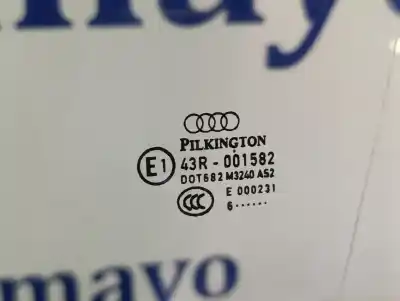 PILKINGTON
E1 43R - 001582
DOT682 M3240 AS2
CCC E 000231
6······
mayo